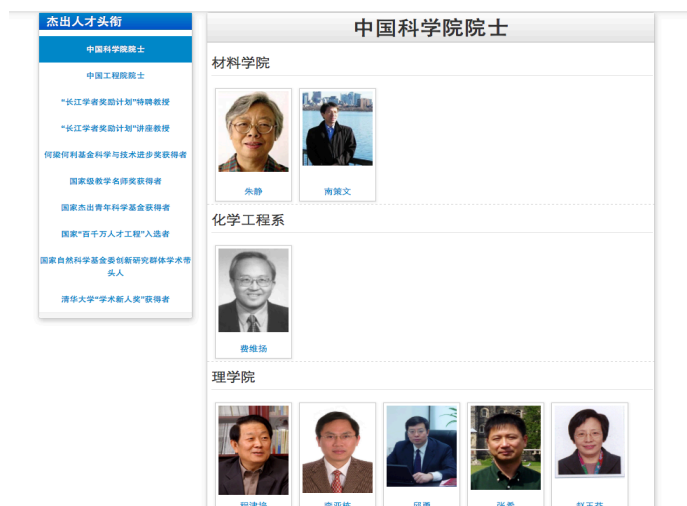 杰出人才头衔
中国科学院院士
中国工程院院士
“长江学者奖励计划”特聘教授
“长江学者奖励计划”讲座教授
何梁何利基金科学与技术进步奖获得者
国家级教学名师奖获得者
国家杰出青年科学基金获得者
国家“百千万人才工程”入选者
国家自然科学基金委创新研究群体学术带
头人
清华大学“学术新人奖”获得者
中国科学院院士
材料学院
朱静
南策文
化学工程系
费维扬
理学院